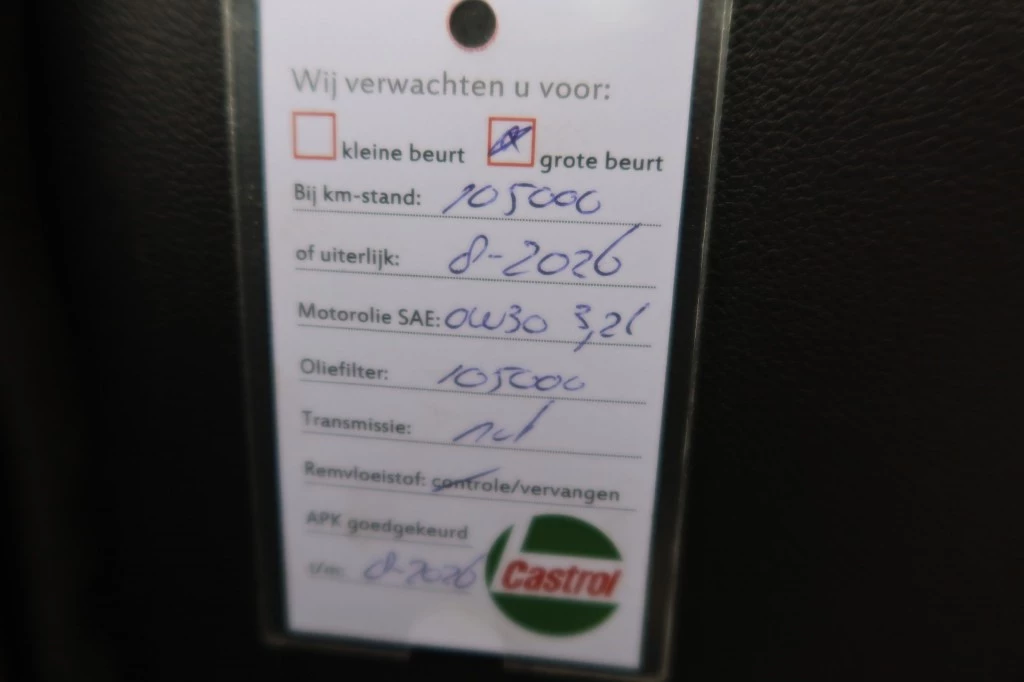 Wij verwachten u voor:
kleine beurt grote beurt
Bij km-stand: 105000
of uiterlijk: 8-2026
Motorolie SAE: 0W30 3,2l
Oliefilter: 105000
Transmissie:
Remvloeistof: controle/vervangen
APK goedgekeurd
t/m: 8-2026
Castrol